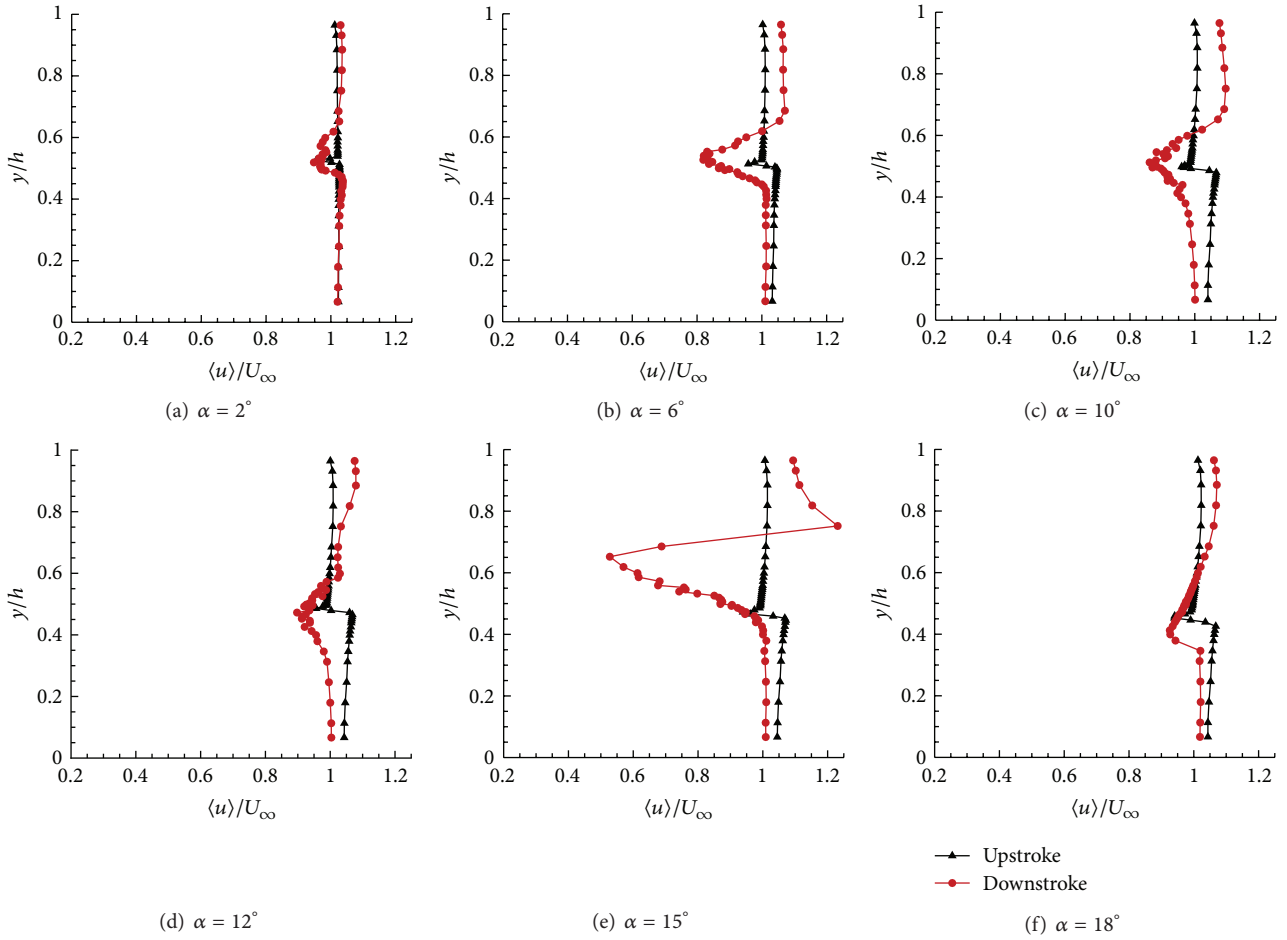 1
0.8
0.6
0.4
0.2
0
y/h
0.2 0.4 0.6 0.8 1 1.2
⟨u⟩/U∞
(a) α = 2°
1
0.8
0.6
0.4
0.2
0
y/h
0.2 0.4 0.6 0.8 1 1.2
⟨u⟩/U∞
(b) α = 6°
1
0.8
0.6
0.4
0.2
0
y/h
0.2 0.4 0.6 0.8 1 1.2
⟨u⟩/U∞
(c) α = 10°
1
0.8
0.6
0.4
0.2
0
y/h
0.2 0.4 0.6 0.8 1 1.2
⟨u⟩/U∞
(d) α = 12°
1
0.8
0.6
0.4
0.2
0
y/h
0.2 0.4 0.6 0.8 1 1.2
⟨u⟩/U∞
(e) α = 15°
1
0.8
0.6
0.4
0.2
0
y/h
0.2 0.4 0.6 0.8 1 1.2
⟨u⟩/U∞
Upstroke
Downstroke
(f) α = 18°